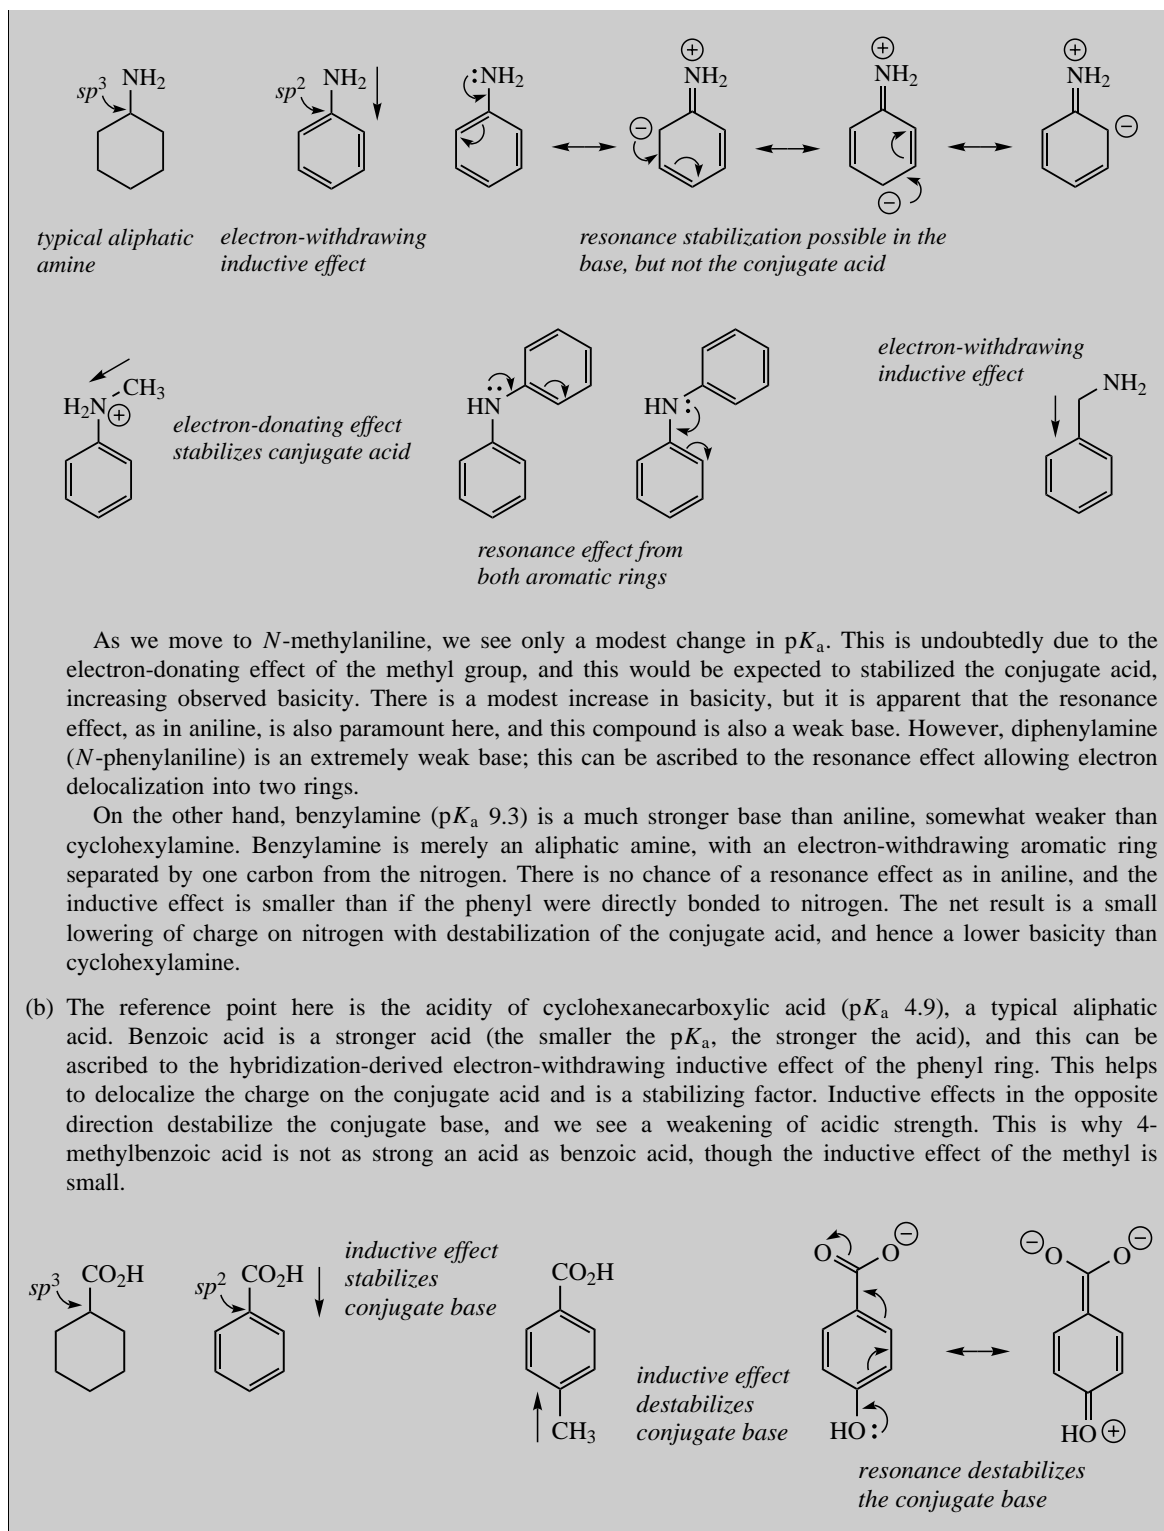 sp3 NH2 sp2 NH2 :NH2 + NH2 + NH2 + NH2
− − −
typical aliphatic
amine
electron-withdrawing
inductive effect
resonance stabilization possible in the
base, but not the conjugate acid
H2N + CH3
electron-donating effect
stabilizes canjugate acid
HN HN
resonance effect from
both aromatic rings
electron-withdrawing
inductive effect
NH2
As we move to N-methylaniline, we see only a modest change in pKa. This is undoubtedly due to the
electron-donating effect of the methyl group, and this would be expected to stabilized the conjugate acid,
increasing observed basicity. There is a modest increase in basicity, but it is apparent that the resonance
effect, as in aniline, is also paramount here, and this compound is also a weak base. However, diphenylamine
(N-phenylaniline) is an extremely weak base; this can be ascribed to the resonance effect allowing electron
delocalization into two rings.
On the other hand, benzylamine (pKa 9.3) is a much stronger base than aniline, somewhat weaker than
cyclohexylamine. Benzylamine is merely an aliphatic amine, with an electron-withdrawing aromatic ring
separated by one carbon from the nitrogen. There is no chance of a resonance effect as in aniline, and the
inductive effect is smaller than if the phenyl were directly bonded to nitrogen. The net result is a small
lowering of charge on nitrogen with destabilization of the conjugate acid, and hence a lower basicity than
cyclohexylamine.
(b) The reference point here is the acidity of cyclohexanecarboxylic acid (pKa 4.9), a typical aliphatic
acid. Benzoic acid is a stronger acid (the smaller the pKa, the stronger the acid), and this can be
ascribed to the hybridization-derived electron-withdrawing inductive effect of the phenyl ring. This helps
to delocalize the charge on the conjugate acid and is a stabilizing factor. Inductive effects in the opposite
direction destabilize the conjugate base, and we see a weakening of acidic strength. This is why 4-
methylbenzoic acid is not as strong an acid as benzoic acid, though the inductive effect of the methyl is
small.
sp3 CO2H
sp2 CO2H
inductive effect
stabilizes
conjugate base
CO2H
CH3
inductive effect
destabilizes
conjugate base
O O −
HO:
− O O −
HO +
resonance destabilizes
the conjugate base